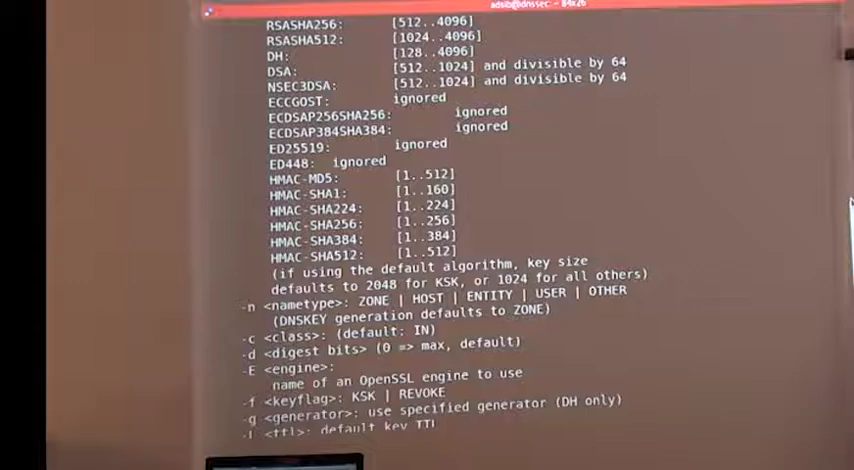 adsib@dnssec: ~ 84x26
RSASHA256: [512..4096]
RSASHA512: [1024..4096]
DH: [128..4096]
DSA: [512..1024] and divisible by 64
NSEC3DSA: [512..1024] and divisible by 64
ECCGOST: ignored
ECDSAP256SHA256: ignored
ECDSAP384SHA384: ignored
ED25519: ignored
ED448: ignored
HMAC-MD5: [1..512]
HMAC-SHA1: [1..160]
HMAC-SHA224: [1..224]
HMAC-SHA256: [1..256]
HMAC-SHA384: [1..384]
HMAC-SHA512: [1..512]
(if using the default algorithm, key size
defaults to 2048 for KSK, or 1024 for all others)
-n <nametype>: ZONE | HOST | ENTITY | USER | OTHER
(DNSKEY generation defaults to ZONE)
-c <class>: (default: IN)
-d <digest bits> (0 => max, default)
-E <engine>:
name of an OpenSSL engine to use
-f <keyflag>: KSK | REVOKE
-g <generator>: use specified generator (DH only)
-L <ttl>: default key TTL